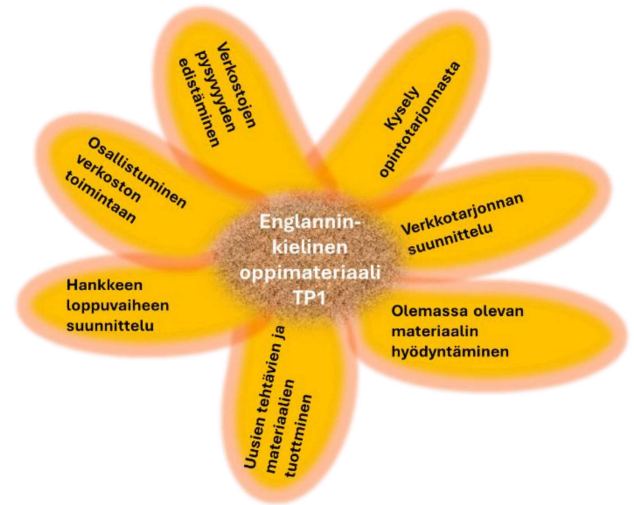 Englannin-
kielinen
oppimateriaali
TP1
Kysely
opintotarjonnasta
Verkkotarjonnan
suunnittelu
Olemassa olevan
materiaalin
hyödyntäminen
Uusien tehtävien ja
materiaalien
tuottminen
Hankkeen
loppuvaiheen
suunnittelu
Osallistuminen
verkoston
toimintaan
Verkostojen
pysyvyyden
edistäminen